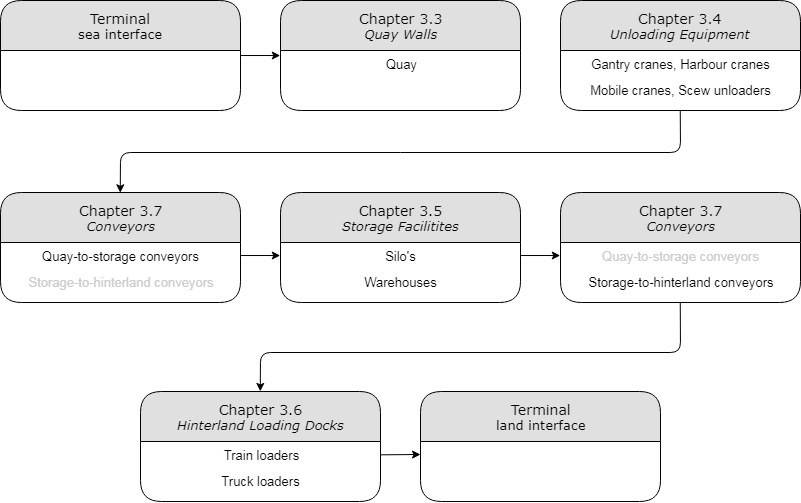 Terminal
sea interface
Chapter 3.3
Quay Walls
Quay
Chapter 3.4
Unloading Equipment
Gantry cranes, Harbour cranes
Mobile cranes, Scew unloaders
Chapter 3.7
Conveyors
Quay-to-storage conveyors
Storage-to-hinterland conveyors
Chapter 3.5
Storage Facilitites
Silo's
Warehouses
Chapter 3.7
Conveyors
Quay-to-storage conveyors
Storage-to-hinterland conveyors
Chapter 3.6
Hinterland Loading Docks
Train loaders
Truck loaders
Terminal
land interface